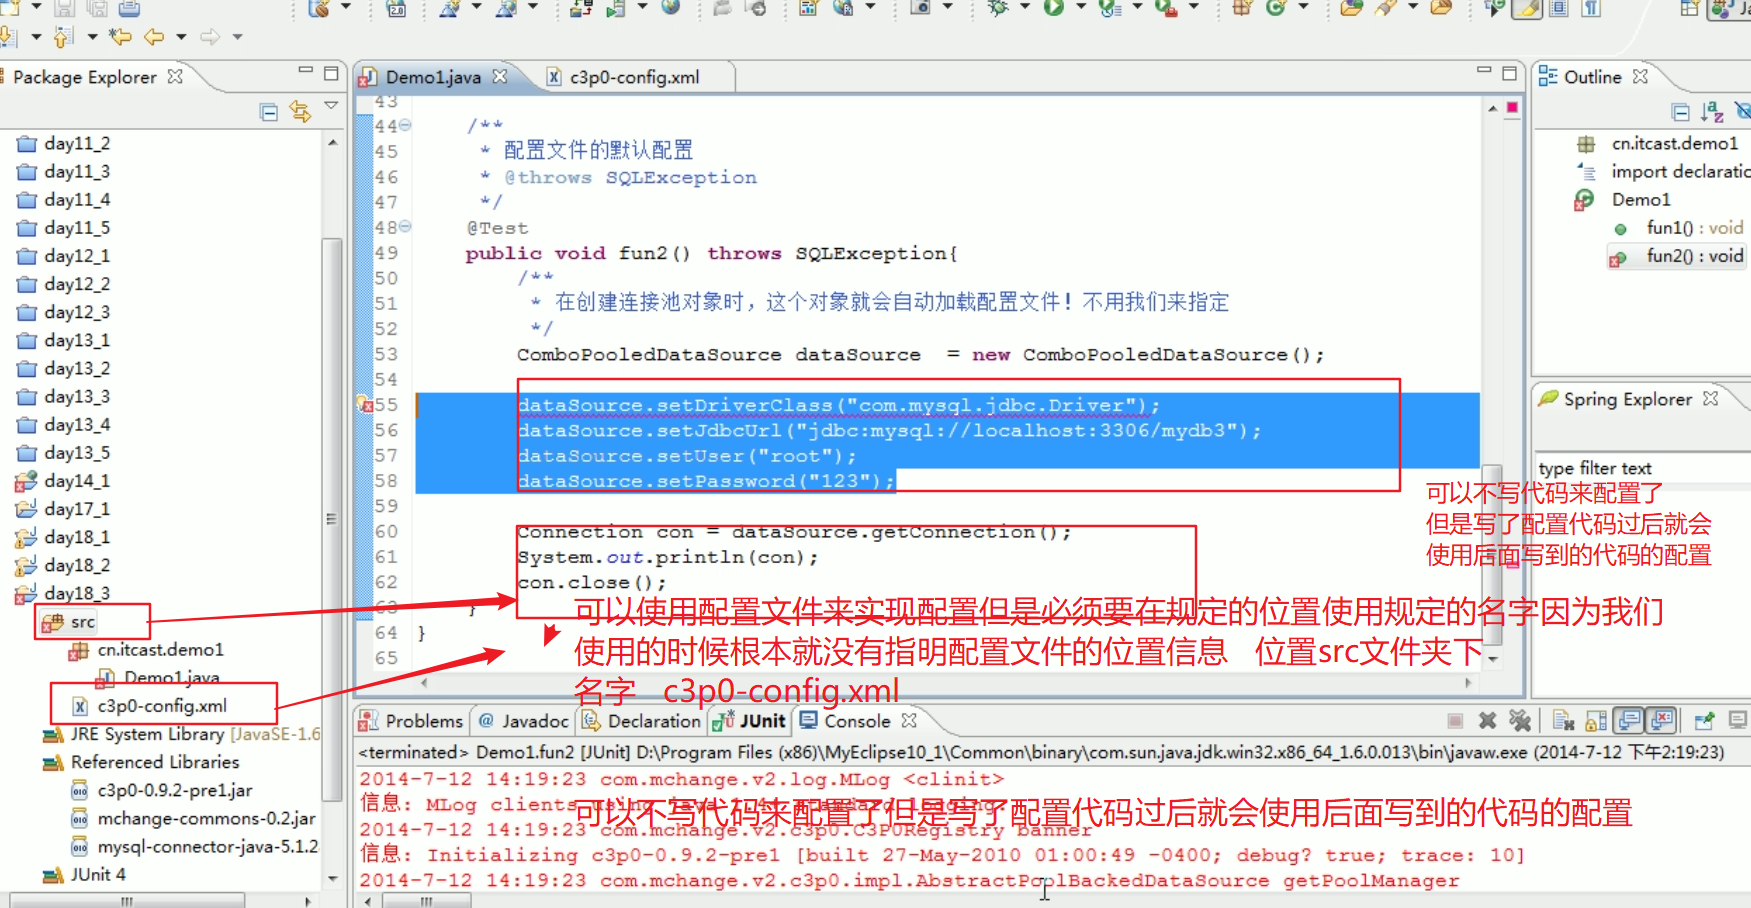 Package Explorer
day11_2
day11_3
day11_4
day11_5
day12_1
day12_2
day12_3
day13_1
day13_2
day13_3
day13_4
day13_5
day14_1
day17_1
day18_1
day18_2
day18_3
src
cn.itcast.demo1
Demo1.java
c3p0-config.xml
JRE System Library [JavaSE-1.6
Referenced Libraries
c3p0-0.9.2-pre1.jar
mchange-commons-0.2.jar
mysql-connector-java-5.1.2
JUnit 4
Demo1.java
c3p0-config.xml
43
44 /**
45 * 配置文件的默认配置
46 * @throws SQLException
47 */
48 @Test
49 public void fun2() throws SQLException{
50 /**
51 * 在创建连接池对象时，这个对象就会自动加载配置文件！不用我们来指定
52 */
53 ComboPooledDataSource dataSource = new ComboPooledDataSource();
54
55 dataSource.setDriverClass("com.mysql.jdbc.Driver");
56 dataSource.setJdbcUrl("jdbc:mysql://localhost:3306/mydb3");
57 dataSource.setUser("root");
58 dataSource.setPassword("123");
59
60 Connection con = dataSource.getConnection();
61 System.out.println(con);
62 con.close();
63 }
64 }
65
可以使用配置文件来实现配置但是必须要在规定的位置使用规定的名字因为我们
使用的时候根本就没有指明配置文件的位置信息 位置src文件夹下
名字 c3p0-config.xml
Outline
cn.itcast.demo1
import declaratic
Demo1
fun1() : void
fun2() : void
Spring Explorer
type filter text
可以不写代码来配置了
但是写了配置代码过后就会
使用后面写到的代码的配置
Problems
Javadoc
Declaration
JUnit
Console
<terminated> Demo1.fun2 [JUnit] D:\Program Files (x86)\MyEclipse10_1\Common\binary\com.sun.java.jdk.win32.x86_64_1.6.0.013\bin\javaw.exe (2014-7-12 下午2:19:23)
2014-7-12 14:19:23 com.mchange.v2.log.MLog <clinit>
信息: MLog clients using java 1.4+ standard logging.
可以不写代码来配置了但是写了配置代码过后就会使用后面写到的代码的配置
2014-7-12 14:19:23 com.mchange.v2.c3p0.C3P0Registry banner
信息: Initializing c3p0-0.9.2-pre1 [built 27-May-2010 01:00:49 -0400; debug? true; trace: 10]
2014-7-12 14:19:23 com.mchange.v2.c3p0.impl.AbstractPoolBackedDataSource getPoolManager